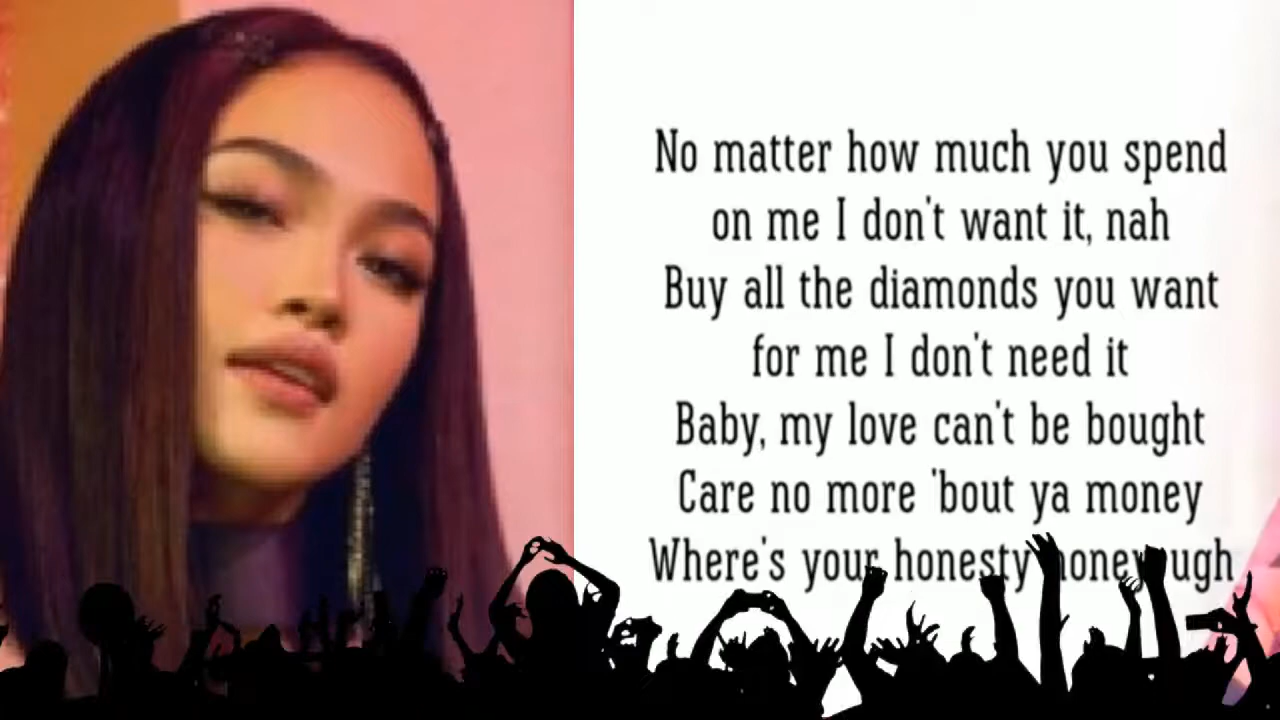 No matter how much you spend
on me I don't want it, nah
Buy all the diamonds you want
for me I don't need it
Baby, my love can't be bought
Care no more 'bout ya money
Where's your honesty honey, ugh